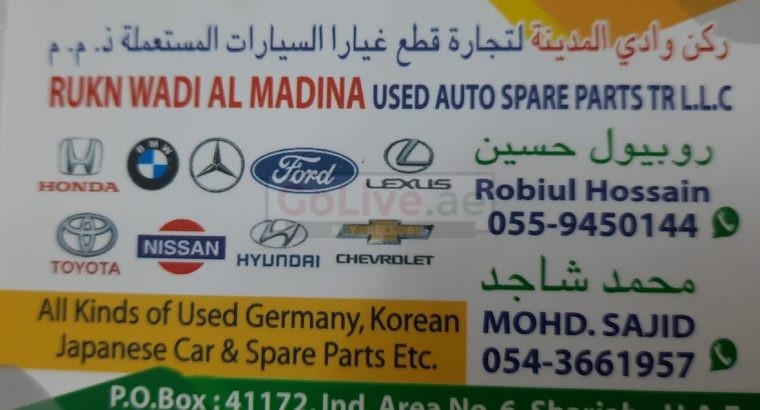 ركن وادي المدينة لتجارة قطع غيارا السيارات المستعملة ذ. م. م
RUKN WADI AL MADINA USED AUTO SPARE PARTS TR L.L.C
HONDA
BMW
Ford
LEXUS
TOYOTA
NISSAN
HYUNDAI
CHEVROLET
GoLive.ae
روبيول حسين
Robiul Hossain
055-9450144
محمد شاجد
MOHD. SAJID
054-3661957
All Kinds of Used Germany, Korean
Japanese Car & Spare Parts Etc.
P.O.Box : 41172, Ind. Area No. 6, Sharjah - U.A.E